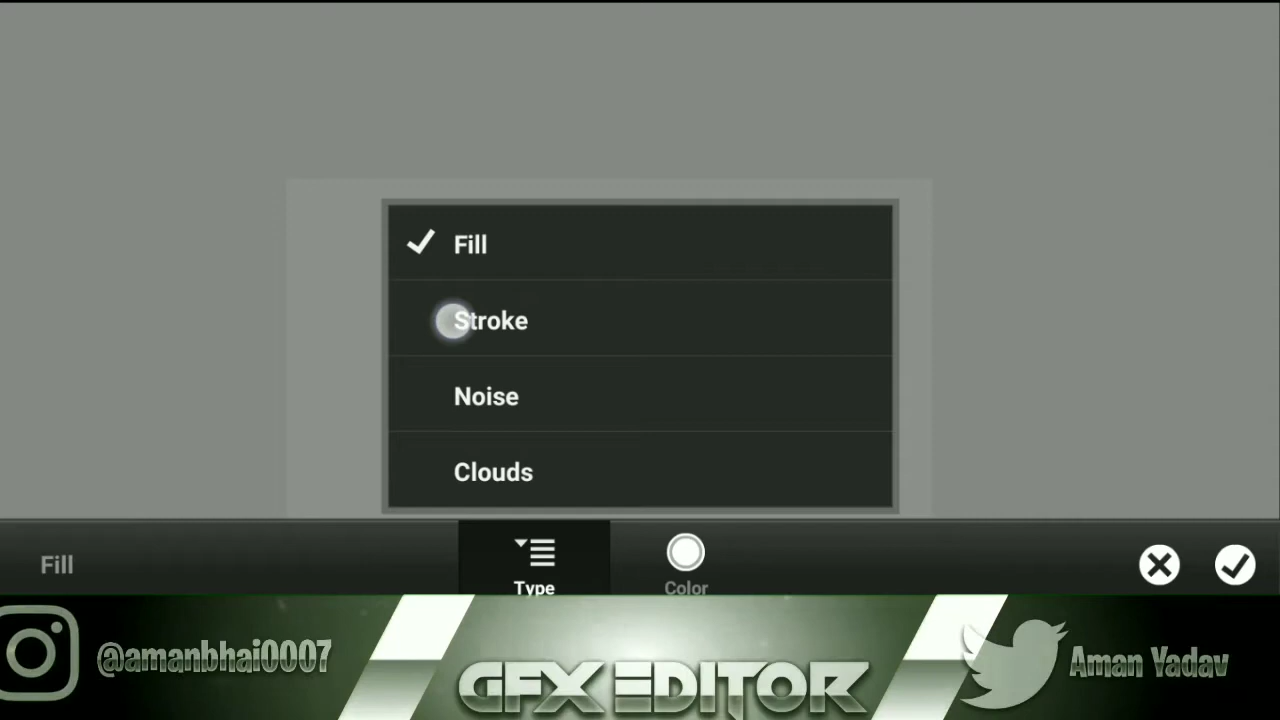 Fill
Stroke
Noise
Clouds
Fill
Type
Color
@amanbhai0007
GFX EDITOR
Aman Yadav